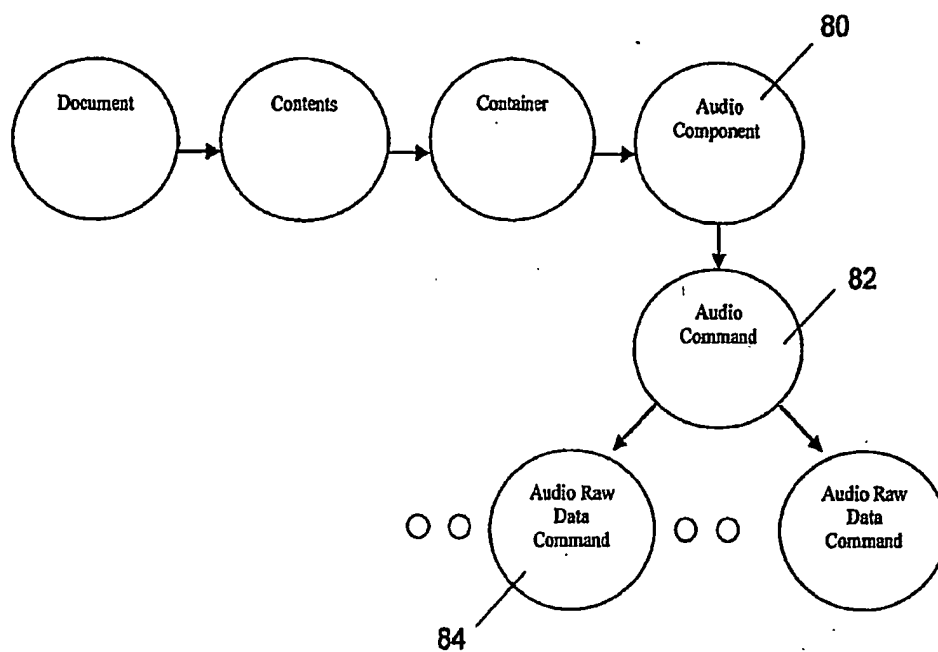 80
Document
Contents
Container
Audio
Component
82
Audio
Command
Audio Raw
Data
Command
Audio Raw
Data
Command
84